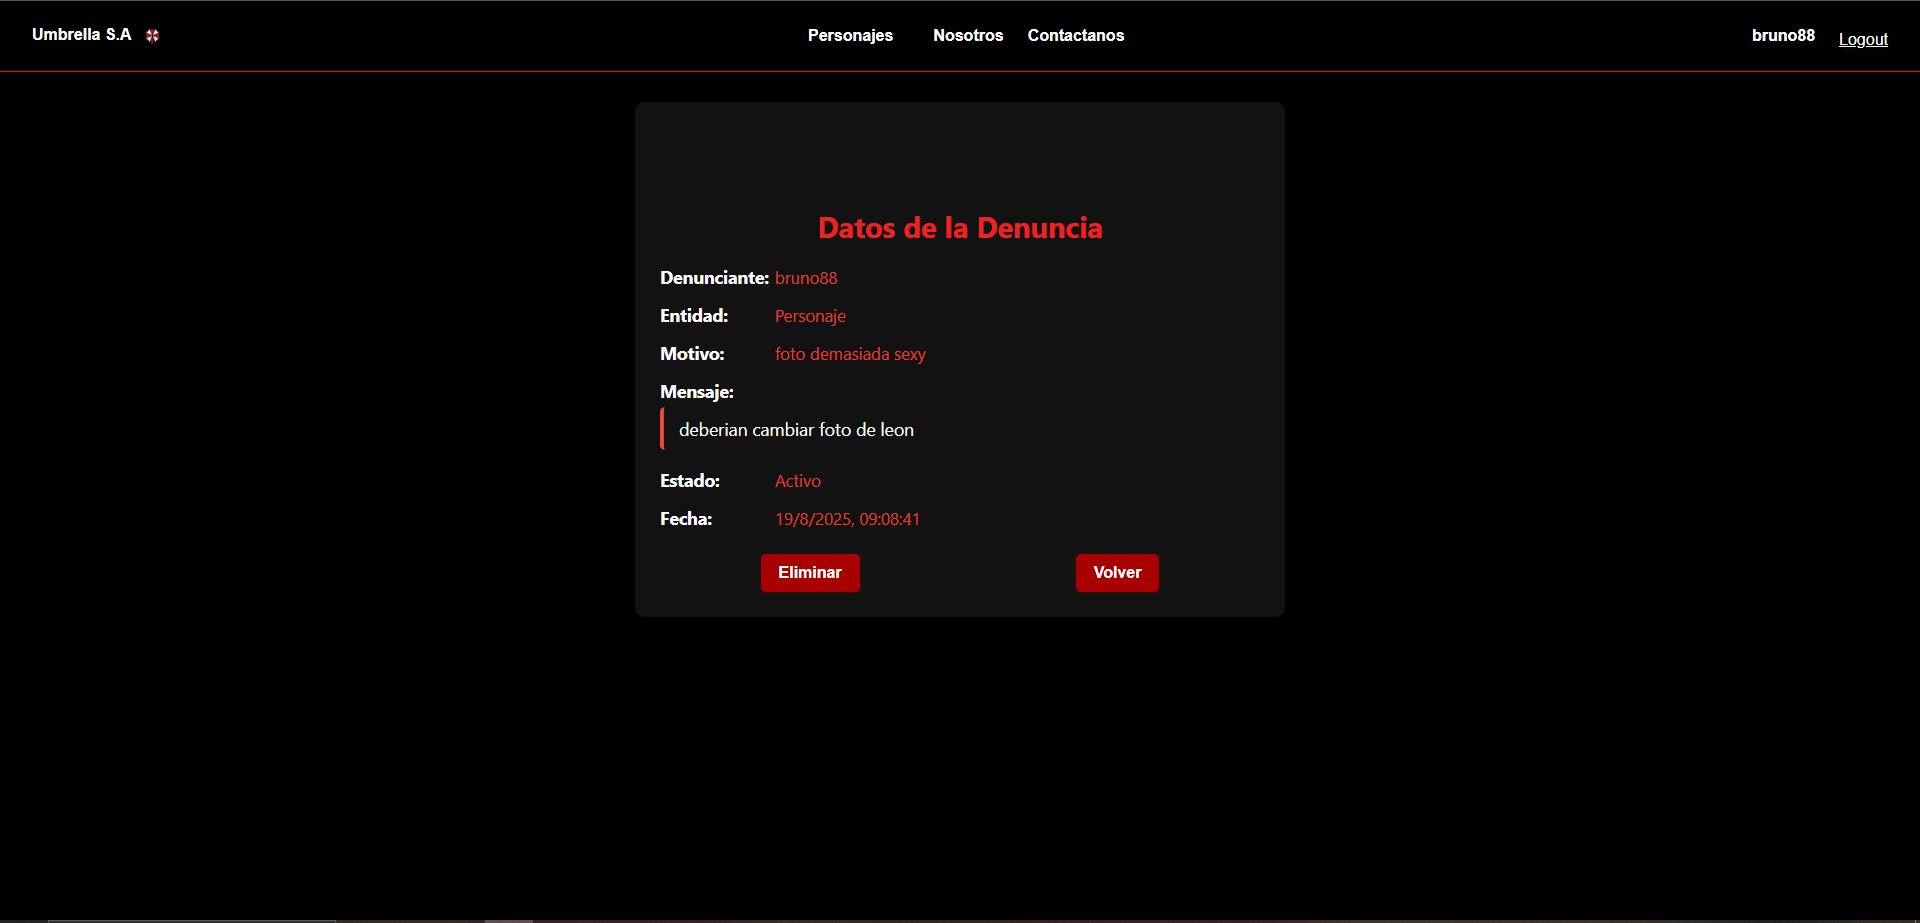 Umbrella S.A
Personajes Nosotros Contactanos
bruno88 Logout
Datos de la Denuncia
Denunciante: bruno88
Entidad: Personaje
Motivo: foto demasiada sexy
Mensaje:
deberian cambiar foto de leon
Estado: Activo
Fecha: 19/8/2025, 09:08:41
Eliminar Volver